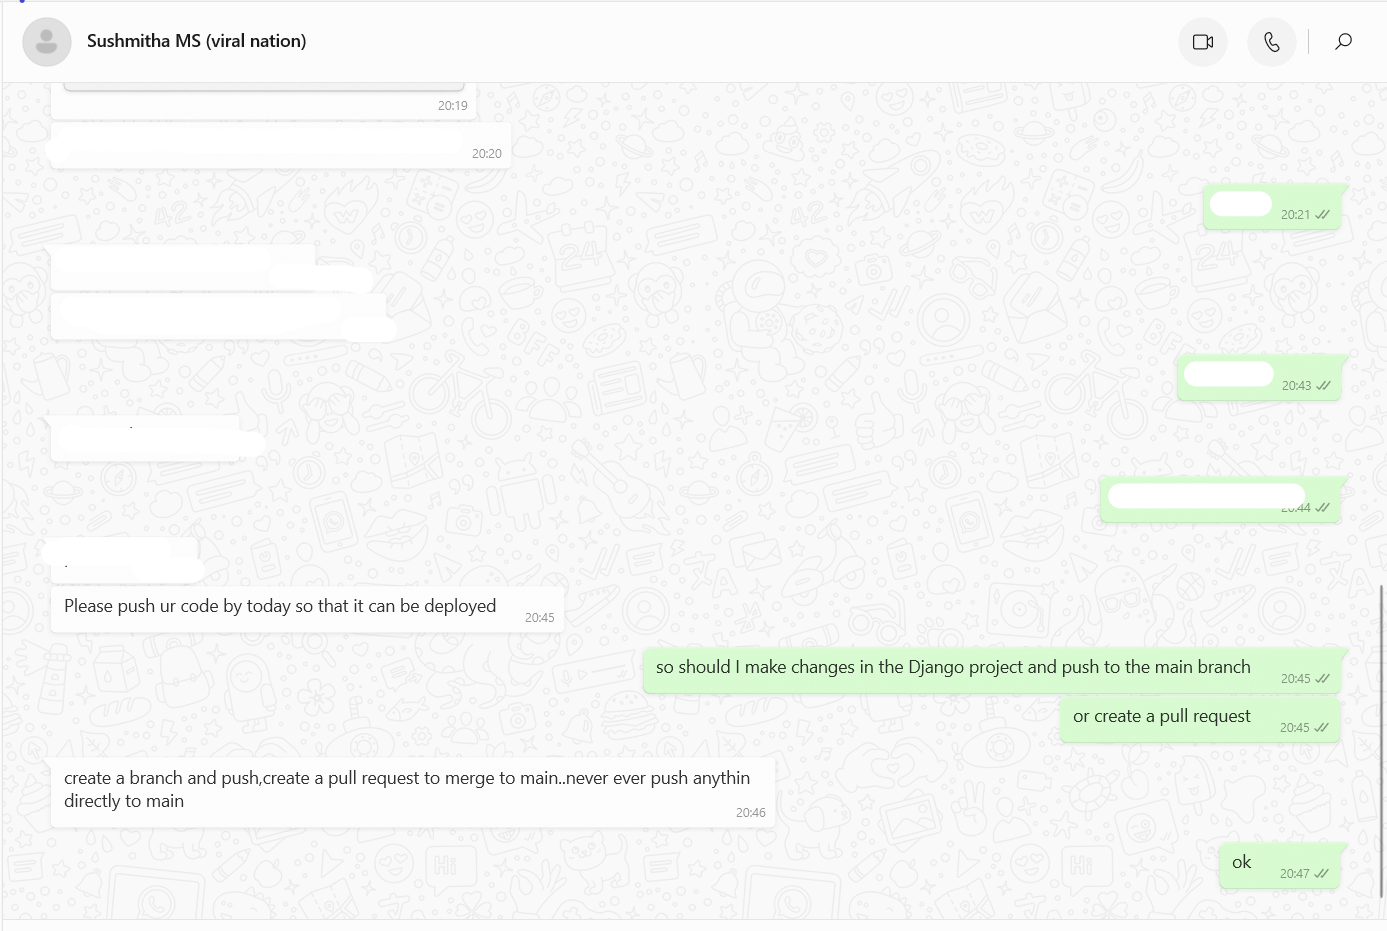 Sushmitha MS (viral nation)
20:19
20:20
20:21
20:43
20:44
Please push ur code by today so that it can be deployed
20:45
so should I make changes in the Django project and push to the main branch
20:45
or create a pull request
20:45
create a branch and push,create a pull request to merge to main..never ever push anythin
directly to main
20:46
ok
20:47